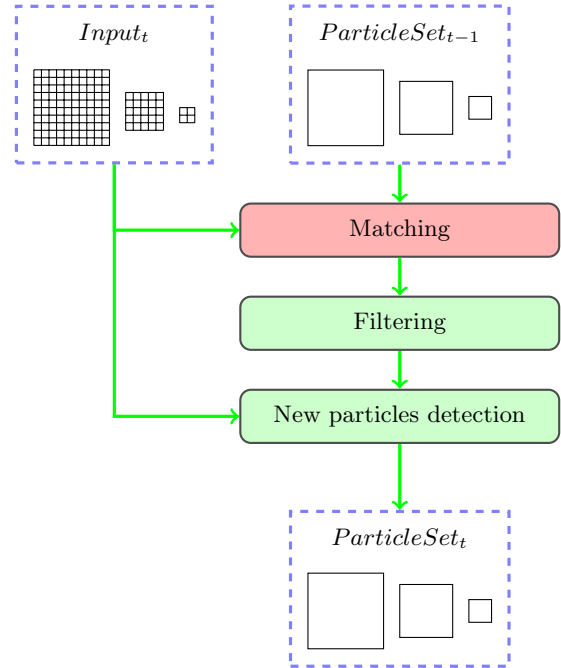 Input_t
ParticleSet_{t-1}
Matching
Filtering
New particles detection
ParticleSet_t